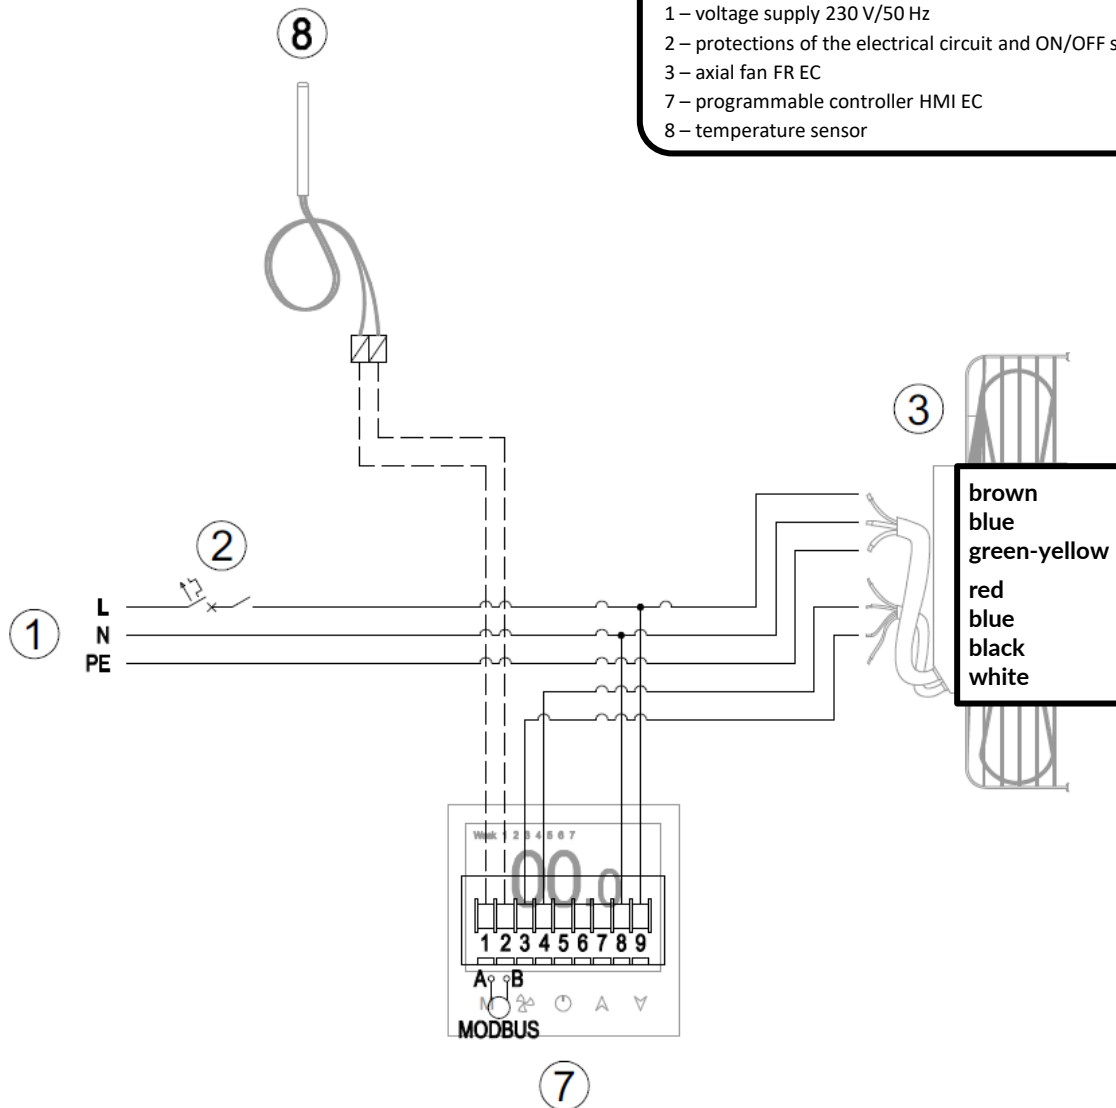 1 – voltage supply 230 V/50 Hz
2 – protections of the electrical circuit and ON/OFF s
3 – axial fan FR EC
7 – programmable controller HMI EC
8 – temperature sensor
8
3
brown
blue
green-yellow
red
blue
black
white
2
1
L
N
PE
Week 1 2 3 4 5 6 7
00.0
1 2 3 4 5 6 7 8 9
A B
M
MODBUS
7